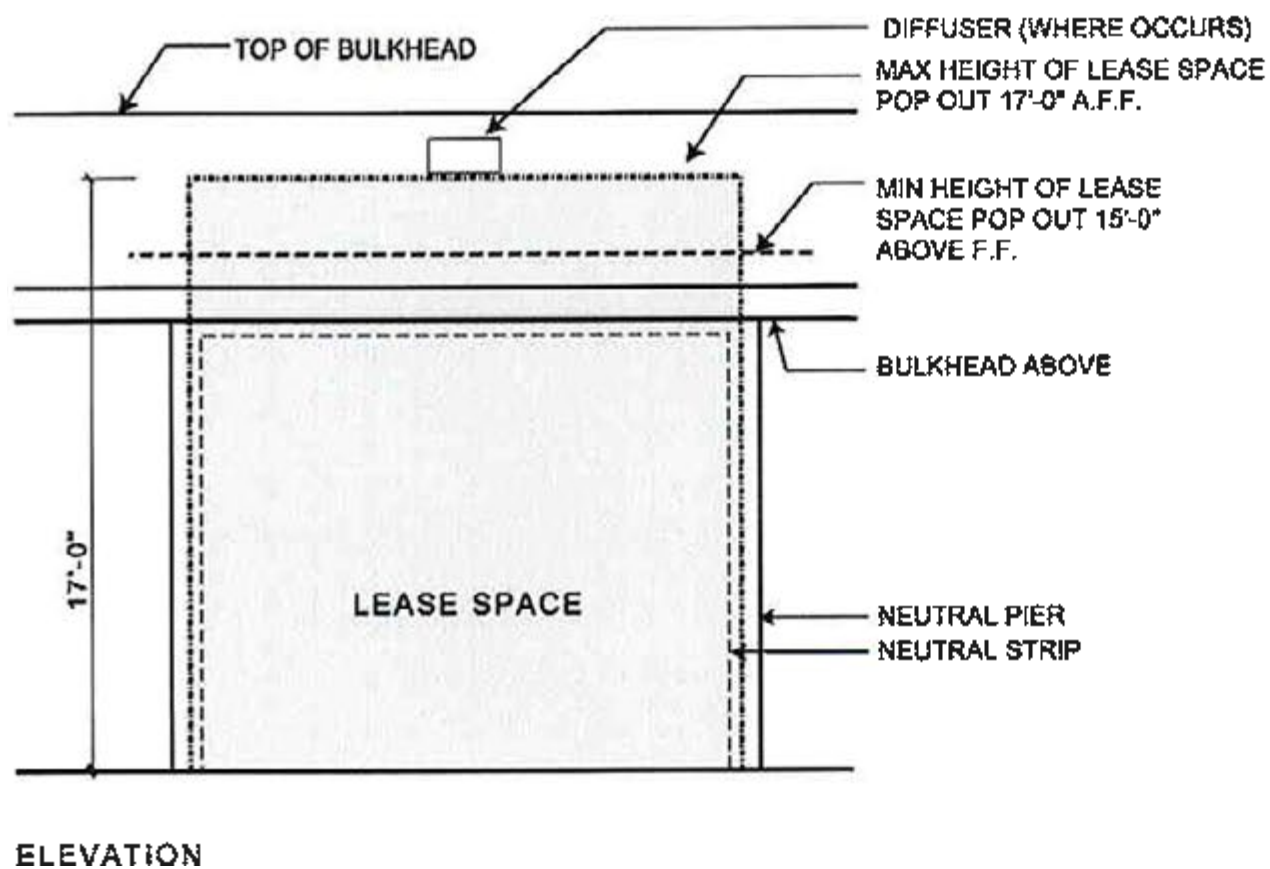 DIFFUSER (WHERE OCCURS)
TOP OF BULKHEAD
MAX HEIGHT OF LEASE SPACE
POP OUT 17'-0" A.F.F.
MIN HEIGHT OF LEASE
SPACE POP OUT 15'-0"
ABOVE F.F.
BULKHEAD ABOVE
17'-0"
LEASE SPACE
NEUTRAL PIER
NEUTRAL STRIP
ELEVATION